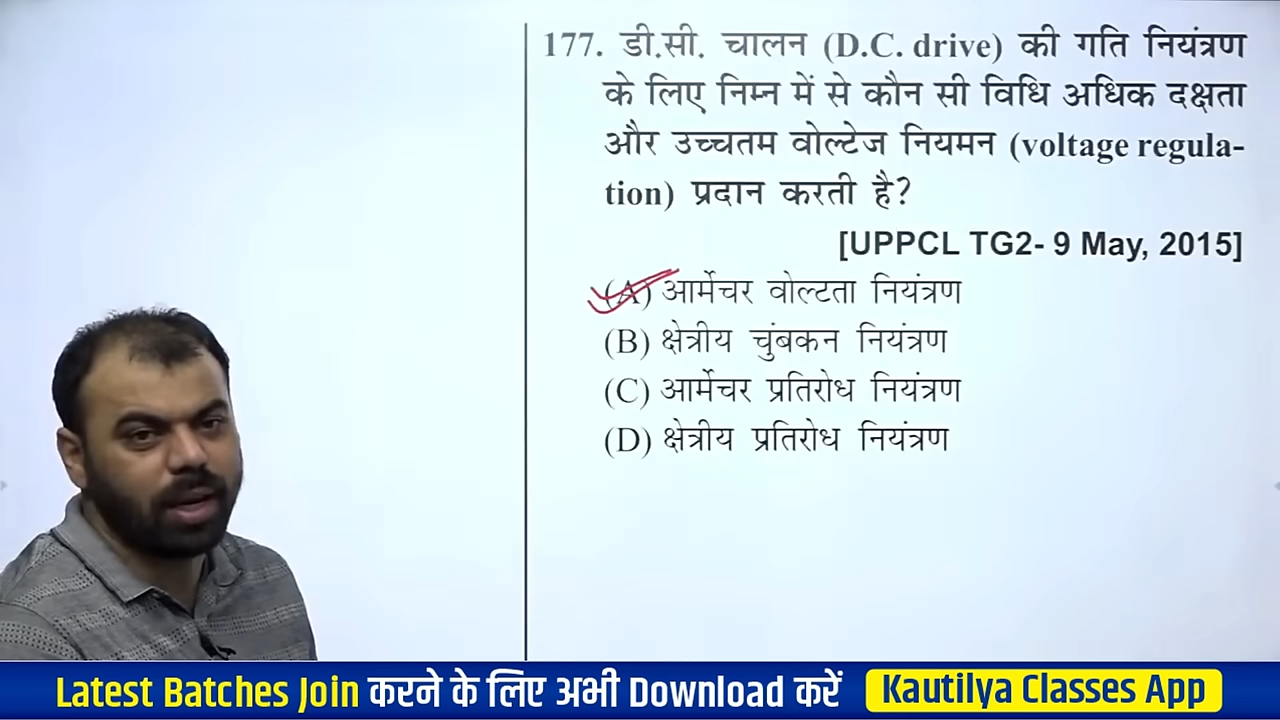 177. डी.सी. चालन (D.C. drive) की गति नियंत्रण
के लिए निम्न में से कौन सी विधि अधिक दक्षता
और उच्चतम वोल्टेज नियमन (voltage regula-
tion) प्रदान करती है?
[UPPCL TG2- 9 May, 2015]
(A) आर्मेचर वोल्टता नियंत्रण
(B) क्षेत्रीय चुंबकन नियंत्रण
(C) आर्मेचर प्रतिरोध नियंत्रण
(D) क्षेत्रीय प्रतिरोध नियंत्रण
Latest Batches Join करने के लिए अभी Download करें Kautilya Classes App